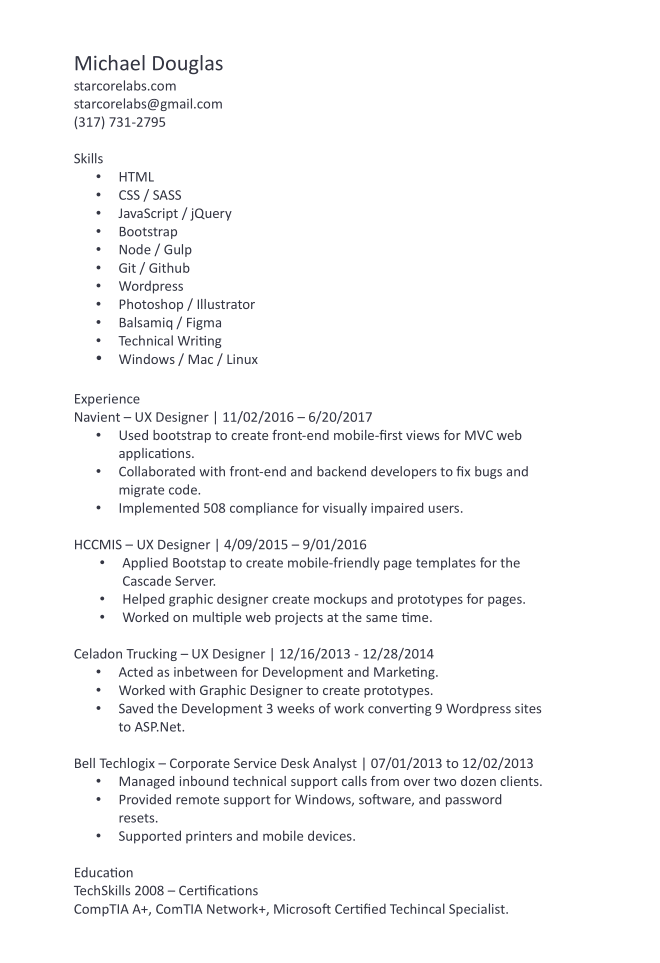 Michael Douglas
starcorelabs.com
starcorelabs@gmail.com
(317) 731-2795
Skills
• HTML
• CSS / SASS
• JavaScript / jQuery
• Bootstrap
• Node / Gulp
• Git / Github
• Wordpress
• Photoshop / Illustrator
• Balsamiq / Figma
• Technical Writing
• Windows / Mac / Linux
Experience
Navient – UX Designer | 11/02/2016 – 6/20/2017
• Used bootstrap to create front-end mobile-first views for MVC web
applications.
• Collaborated with front-end and backend developers to fix bugs and
migrate code.
• Implemented 508 compliance for visually impaired users.
HCCMIS – UX Designer | 4/09/2015 – 9/01/2016
• Applied Bootstap to create mobile-friendly page templates for the
Cascade Server.
• Helped graphic designer create mockups and prototypes for pages.
• Worked on multiple web projects at the same time.
Celadon Trucking – UX Designer | 12/16/2013 - 12/28/2014
• Acted as inbetween for Development and Marketing.
• Worked with Graphic Designer to create prototypes.
• Saved the Development 3 weeks of work converting 9 Wordpress sites
to ASP.Net.
Bell Techlogix – Corporate Service Desk Analyst | 07/01/2013 to 12/02/2013
• Managed inbound technical support calls from over two dozen clients.
• Provided remote support for Windows, software, and password
resets.
• Supported printers and mobile devices.
Education
TechSkills 2008 – Certifications
CompTIA A+, ComTIA Network+, Microsoft Certified Techincal Specialist.